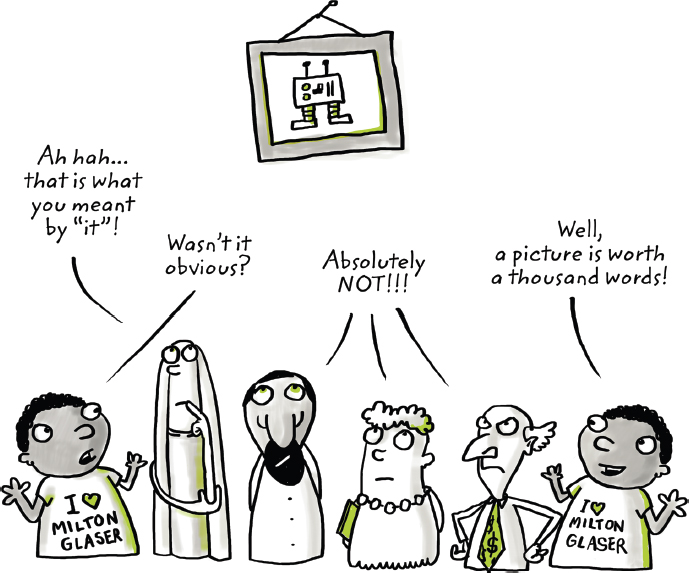 Ah hah...
that is what
you meant
by "it"!
Wasn't it
obvious?
Absolutely
NOT!!!
Well,
a picture is worth
a thousand words!
I ♥
MILTON
GLASER
$
$
I ♥
MILTON
GLASER